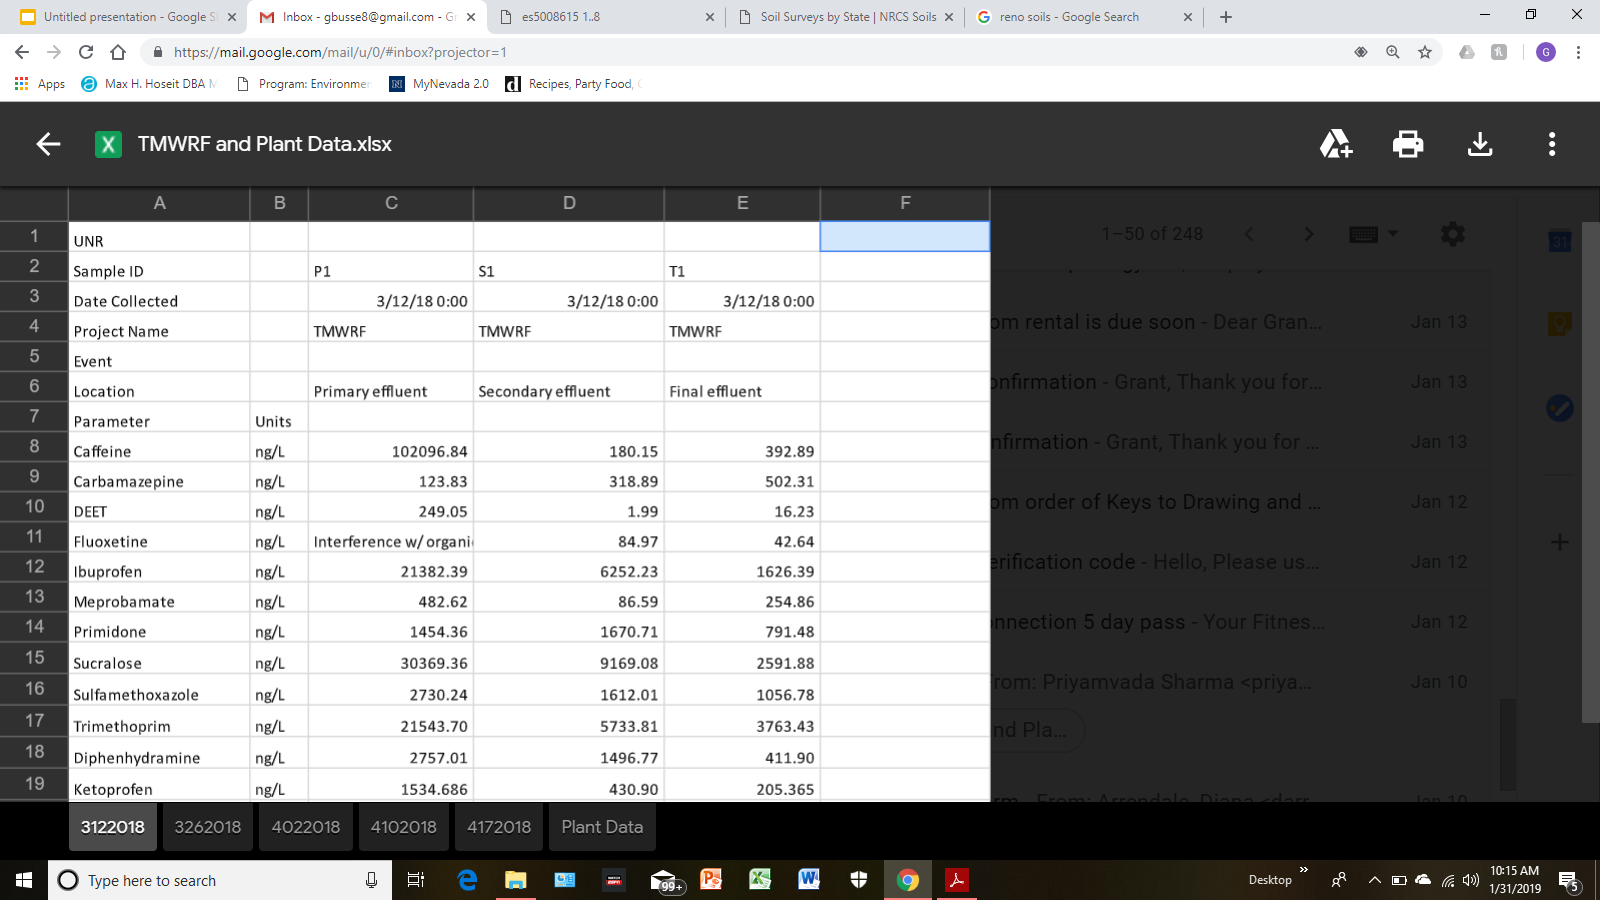 Untitled presentation - Google S
Inbox - gbusse8@gmail.com - G
es5008615 1..8
Soil Surveys by State | NRCS Soils
reno soils - Google Search
https://mail.google.com/mail/u/0/#inbox?projector=1
Apps
Max H. Hoseit DBA M
Program: Environmen
MyNevada 2.0
Recipes, Party Food,
TMWRF and Plant Data.xlsx
A B C D E F
1 UNR
2 Sample ID P1 S1 T1
3 Date Collected 3/12/18 0:00 3/12/18 0:00 3/12/18 0:00
4 Project Name TMWRF TMWRF TMWRF
5 Event
6 Location Primary effluent Secondary effluent Final effluent
7 Parameter Units
8 Caffeine ng/L 102096.84 180.15 392.89
9 Carbamazepine ng/L 123.83 318.89 502.31
10 DEET ng/L 249.05 1.99 16.23
11 Fluoxetine ng/L Interference w/ organi 84.97 42.64
12 Ibuprofen ng/L 21382.39 6252.23 1626.39
13 Meprobamate ng/L 482.62 86.59 254.86
14 Primidone ng/L 1454.36 1670.71 791.48
15 Sucralose ng/L 30369.36 9169.08 2591.88
16 Sulfamethoxazole ng/L 2730.24 1612.01 1056.78
17 Trimethoprim ng/L 21543.70 5733.81 3763.43
18 Diphenhydramine ng/L 2757.01 1496.77 411.90
19 Ketoprofen ng/L 1534.686 430.90 205.365
1–50 of 248
31
om rental is due soon - Dear Gran... Jan 13
onfirmation - Grant, Thank you for... Jan 13
nfirmation - Grant, Thank you for ... Jan 13
om order of Keys to Drawing and ... Jan 12
erification code - Hello, Please us... Jan 12
nnection 5 day pass - Your Fitnes... Jan 12
rom: Priyamvada Sharma <priya... Jan 10
nd Pla...
3122018 3262018 4022018 4102018 4172018 Plant Data
Type here to search
99+
Desktop
10:15 AM
1/31/2019
5